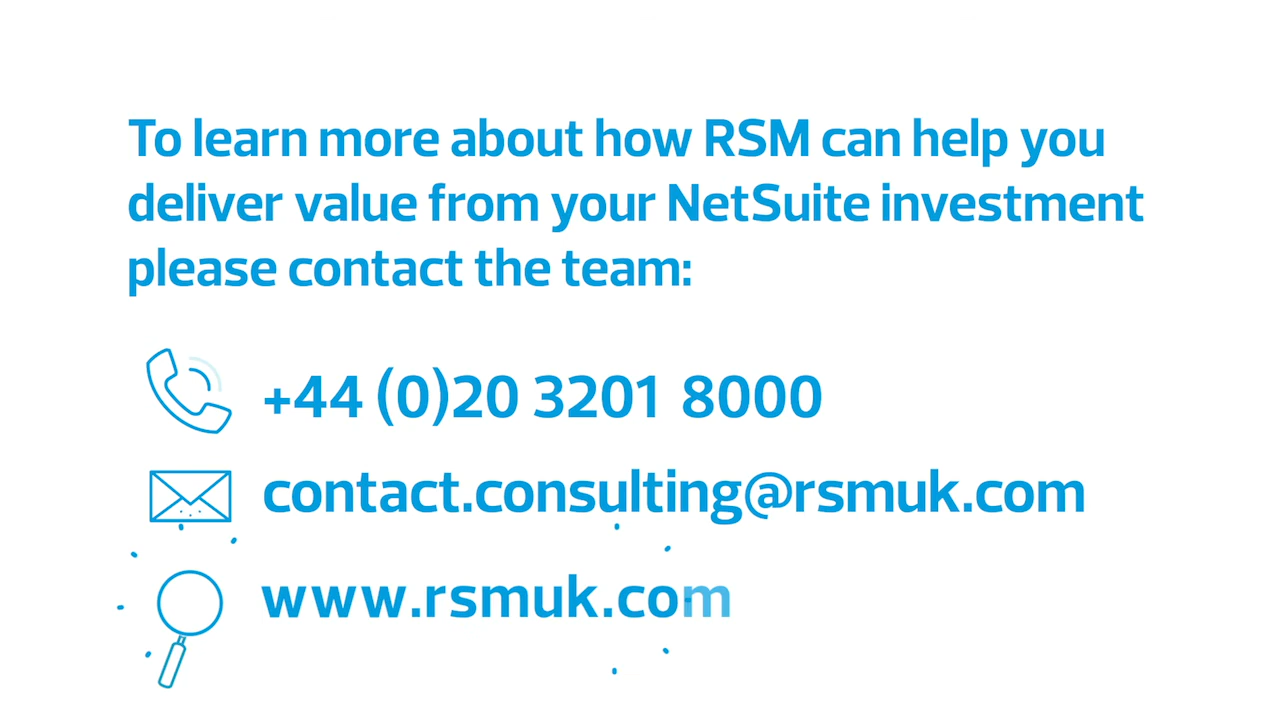 To learn more about how RSM can help you
deliver value from your NetSuite investment
please contact the team:
+44 (0)20 3201 8000
contact.consulting@rsmuk.com
www.rsmuk.com